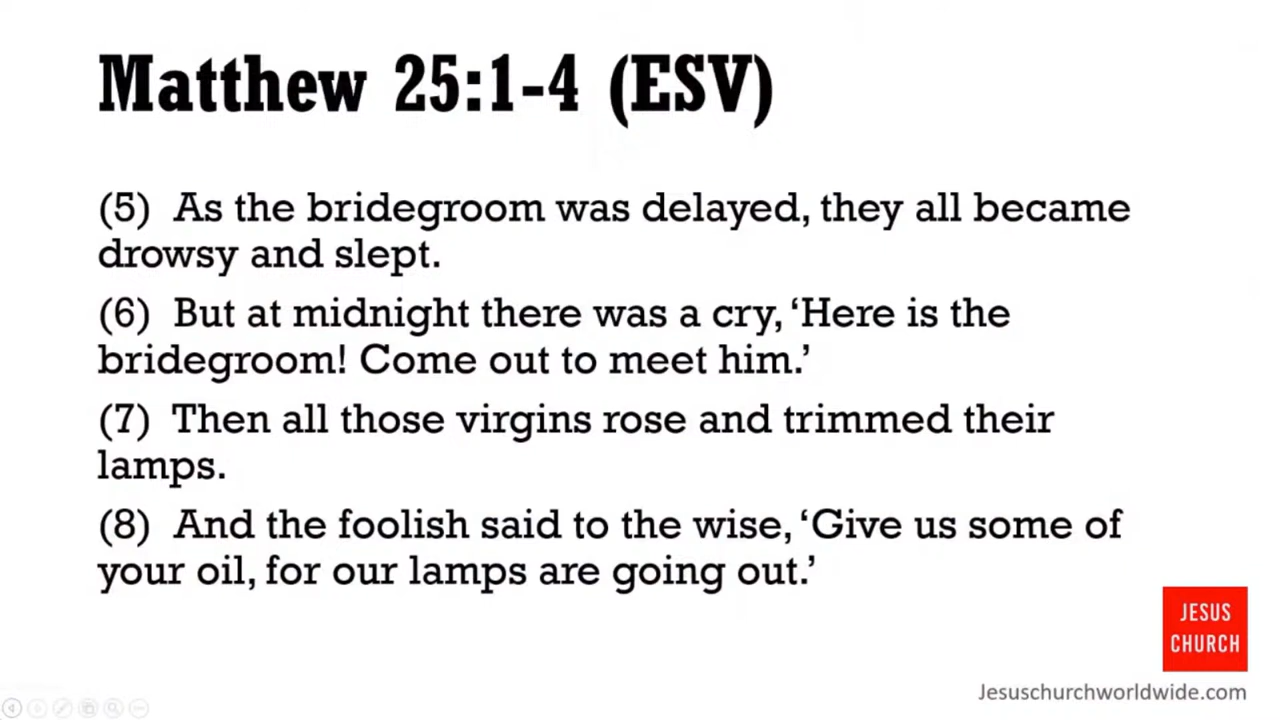 Matthew 25:1-4 (ESV)
(5) As the bridegroom was delayed, they all became
drowsy and slept.
(6) But at midnight there was a cry, ‘Here is the
bridegroom! Come out to meet him.’
(7) Then all those virgins rose and trimmed their
lamps.
(8) And the foolish said to the wise, ‘Give us some of
your oil, for our lamps are going out.’
JESUS
CHURCH
Jesuschurchworldwide.com